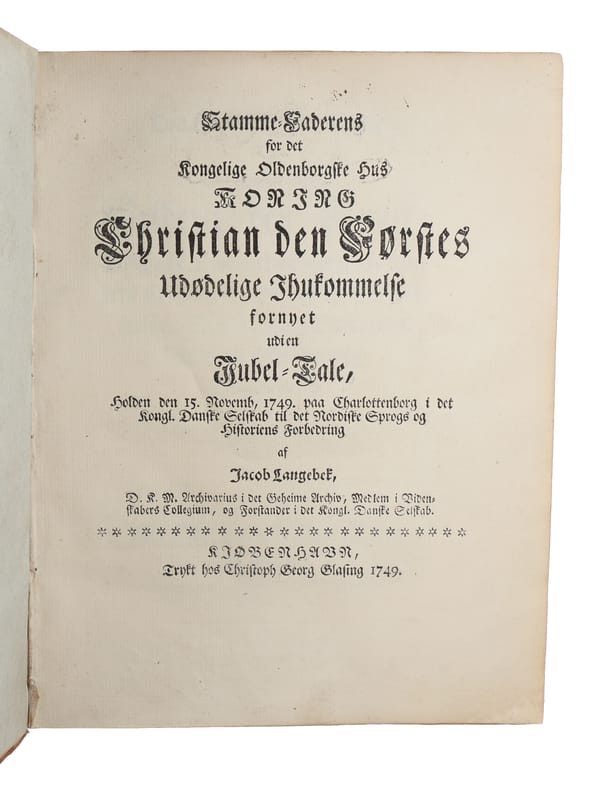 Stamme-Faderens
for det
Kongelige Oldenborgske Hus
KONING
Christian den Førstes
Udødelige Ihukommelse
fornyet
udi en
Jubel-Tale,
Holden den 15. Novemb, 1749. paa Charlottenborg i det
Kongl. Danske Selskab til det Nordiske Sprogs og
Historiens Forbedring
af
Jacob Langebek,
D. K. M. Archivarius i det Geheime Archiv, Medlem i Viden-
skabers Collegium, og Forstander i det Kongl. Danske Selskab.
KIØBENHAVN,
Trykt hos Christoph Georg Glasing 1749.